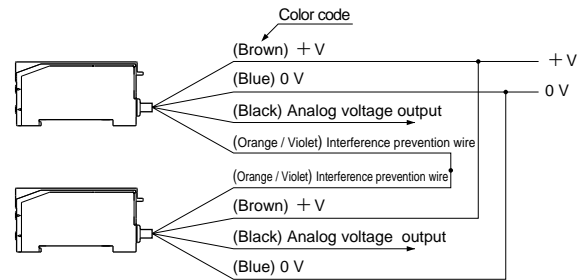 Color code
(Brown) +V
+V
(Blue) 0 V
0 V
(Black) Analog voltage output
(Orange / Violet) Interference prevention wire
(Orange / Violet) Interference prevention wire
(Brown) +V
(Black) Analog voltage output
(Blue) 0 V